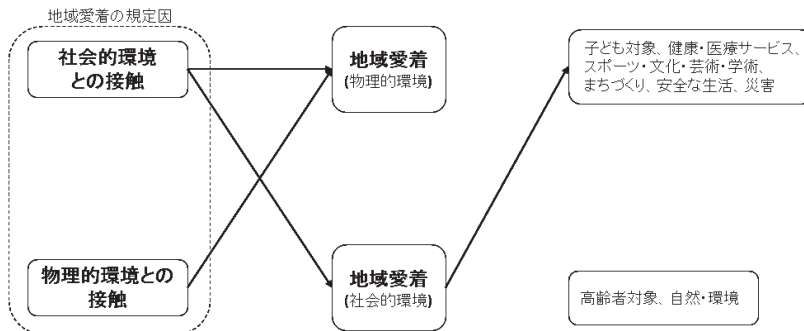 地域愛着の規定因
社会的環境
との接触
地域愛着
(物理的環境)
子ども対象、健康・医療サービス、
スポーツ・文化・芸術・学術、
まちづくり、安全な生活、災害
物理的環境との
接触
地域愛着
(社会的環境)
高齢者対象、自然・環境